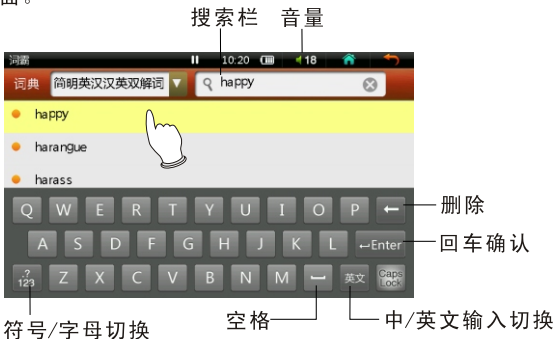 面。
搜索栏 音量
词霸 10:20 18
词典 简明英汉汉英双解词 happy
happy
harangue
harass
Q W E R T Y U I O P 删除
A S D F G H J K L Enter 回车确认
.? 123 Z X C V B N M 英文 Caps Lock
符号/字母切换 空格 中/英文输入切换